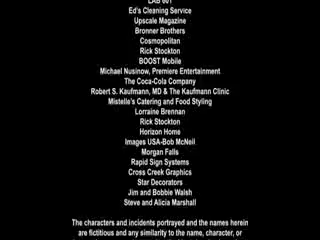 LAB 601
Ed's Cleaning Service
Upscale Magazine
Bronner Brothers
Cosmopolitan
Rick Stockton
BOOST Mobile
Michael Nusinow, Premiere Entertainment
The Coca-Cola Company
Robert S. Kaufmann, MD & The Kaufmann Clinic
Mistelle's Catering and Food Styling
Lorraine Brennan
Rick Stockton
Horizon Home
Images USA-Bob McNeil
Morgan Falls
Rapid Sign Systems
Cross Creek Graphics
Star Decorators
Jim and Bobbie Walsh
Steve and Alicia Marshall
The characters and incidents portrayed and the names herein
are fictitious and any similarity to the name, character, or